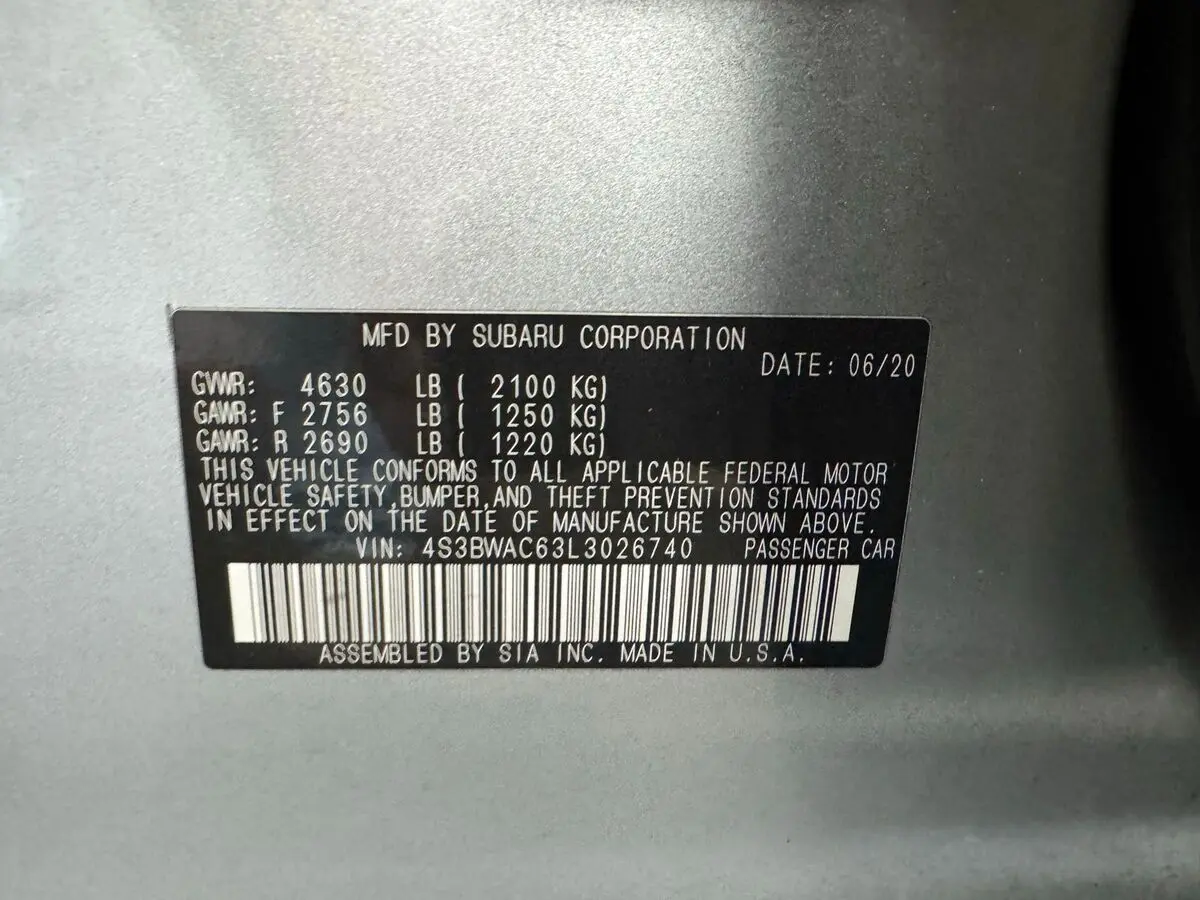 MFD BY SUBARU CORPORATION
DATE: 06/20
GVWR: 4630 LB ( 2100 KG)
GAWR: F 2756 LB ( 1250 KG)
GAWR: R 2690 LB ( 1220 KG)
THIS VEHICLE CONFORMS TO ALL APPLICABLE FEDERAL MOTOR
VEHICLE SAFETY,BUMPER,AND THEFT PREVENTION STANDARDS
IN EFFECT ON THE DATE OF MANUFACTURE SHOWN ABOVE.
VIN: 4S3BWAC63L3026740 PASSENGER CAR
ASSEMBLED BY SIA INC. MADE IN U.S.A.